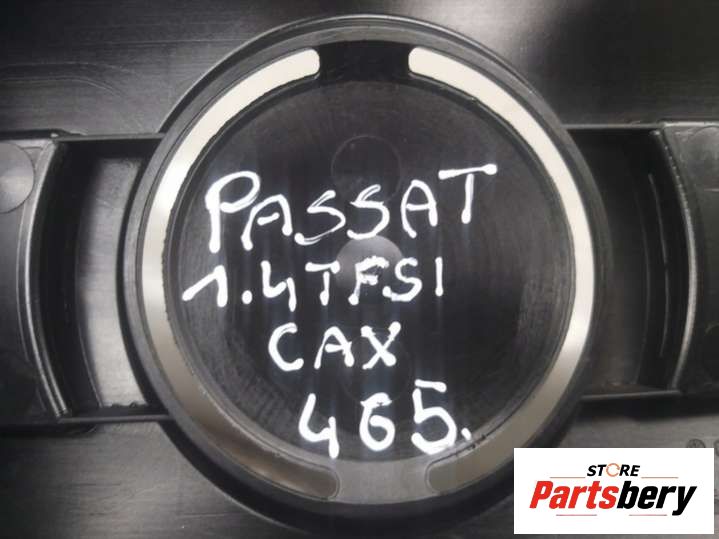 PASSAT
1.4TFSI
CAX
465.
STORE
Partsbery